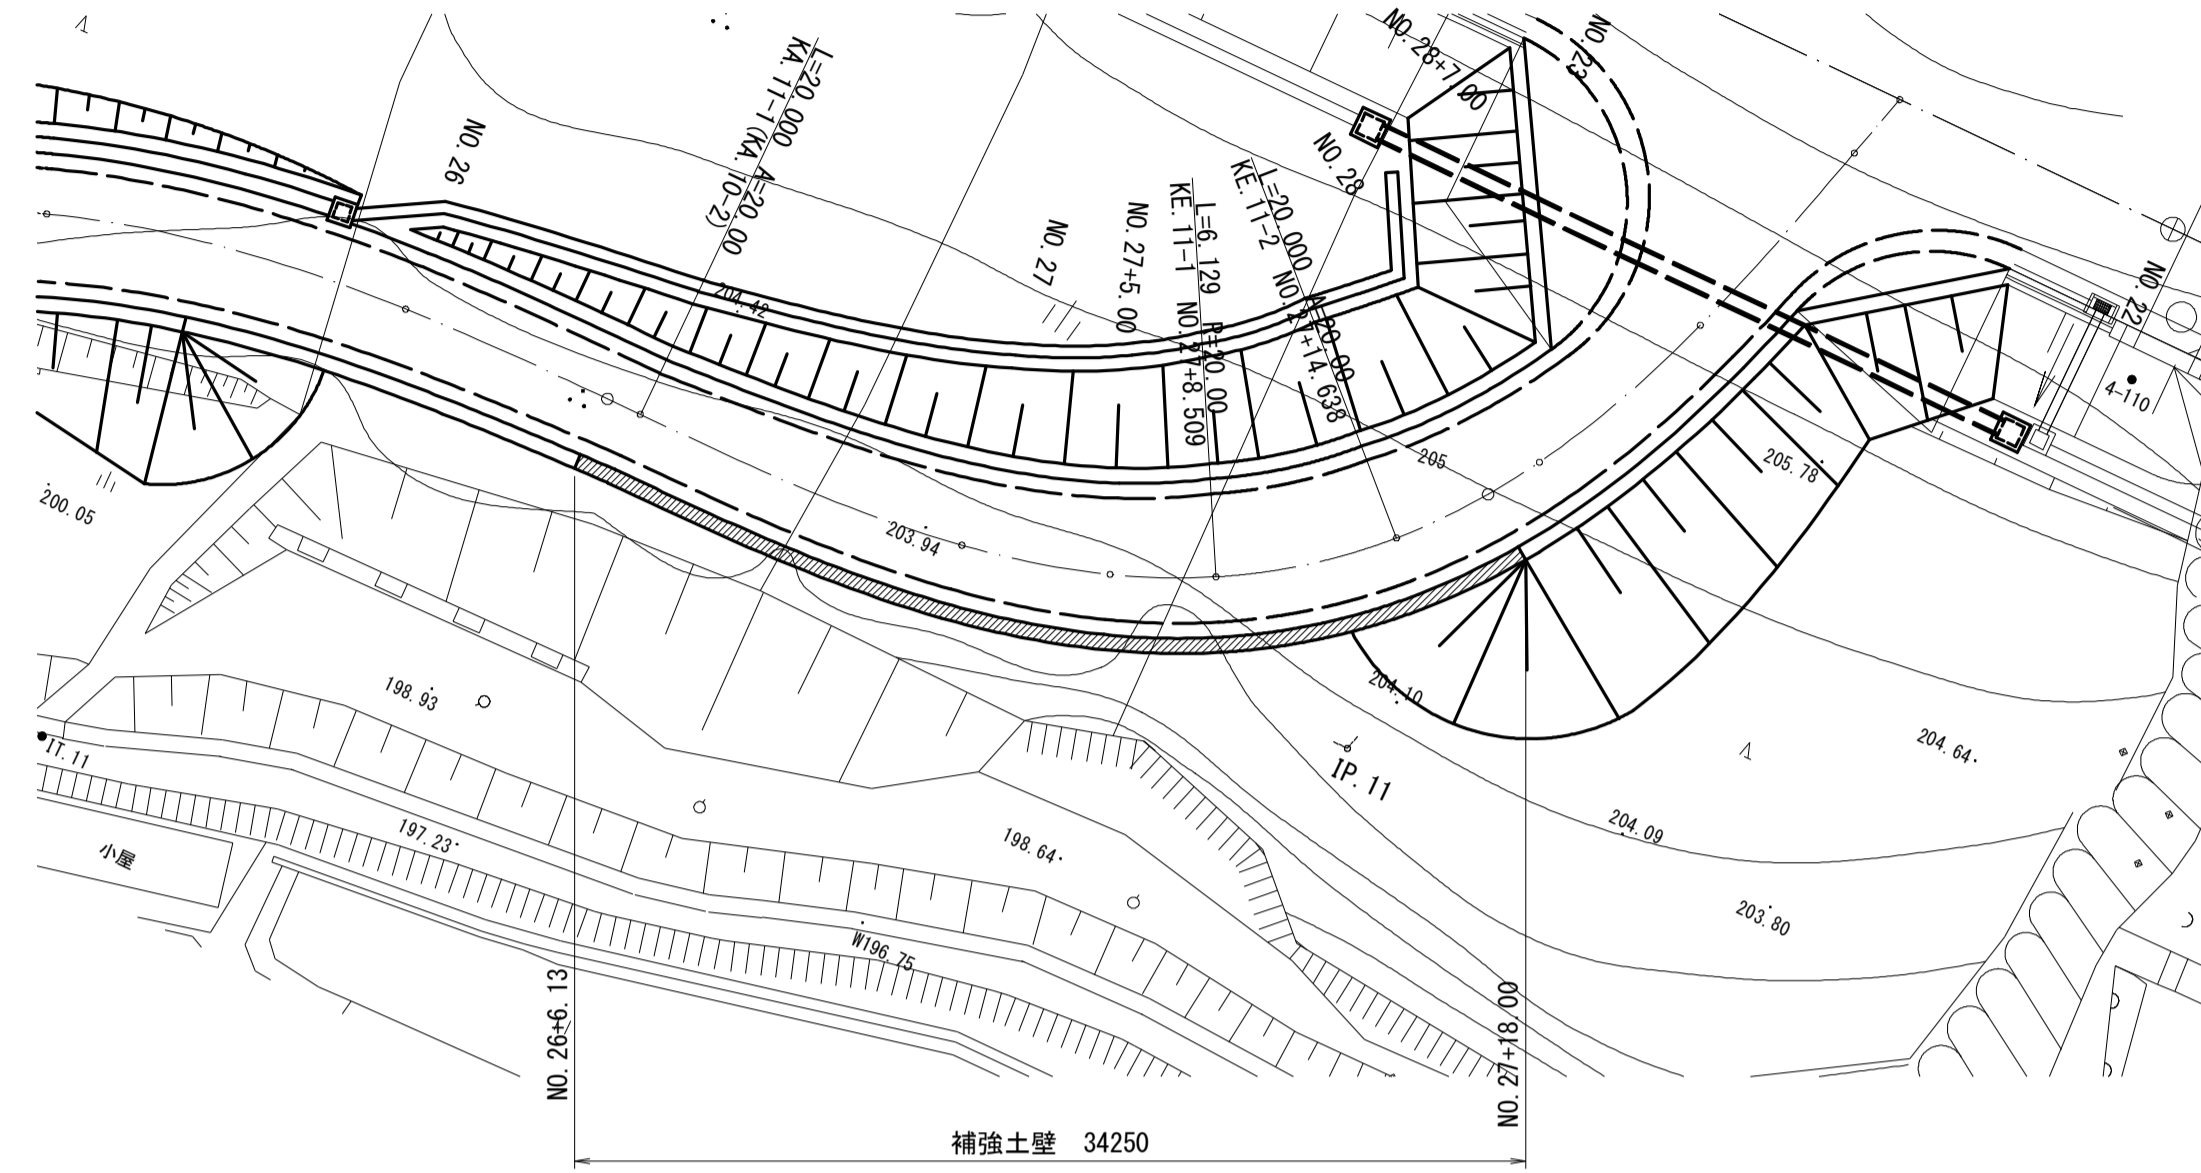 NO. 26
L=20.000 A=20.00
KA. 11-1(KA. 10-2)
NO. 27
NO. 27+5.00
L=6.129 R=20.00
KE. 11-1 NO.27+8.509
L=20.000 A=20.00
KE. 11-2 NO.27+14.638
NO. 28
NO. 28+7.00
NO. 23
NO. 22
4-110
204.42
205
205.78
200.05
203.94
198.93
204.10
IP. 11
204.64
IT. 11
197.23
小屋
198.64
204.09
203.80
W196.75
NO. 26+6.13
NO. 27+18.00
補強土壁 34250